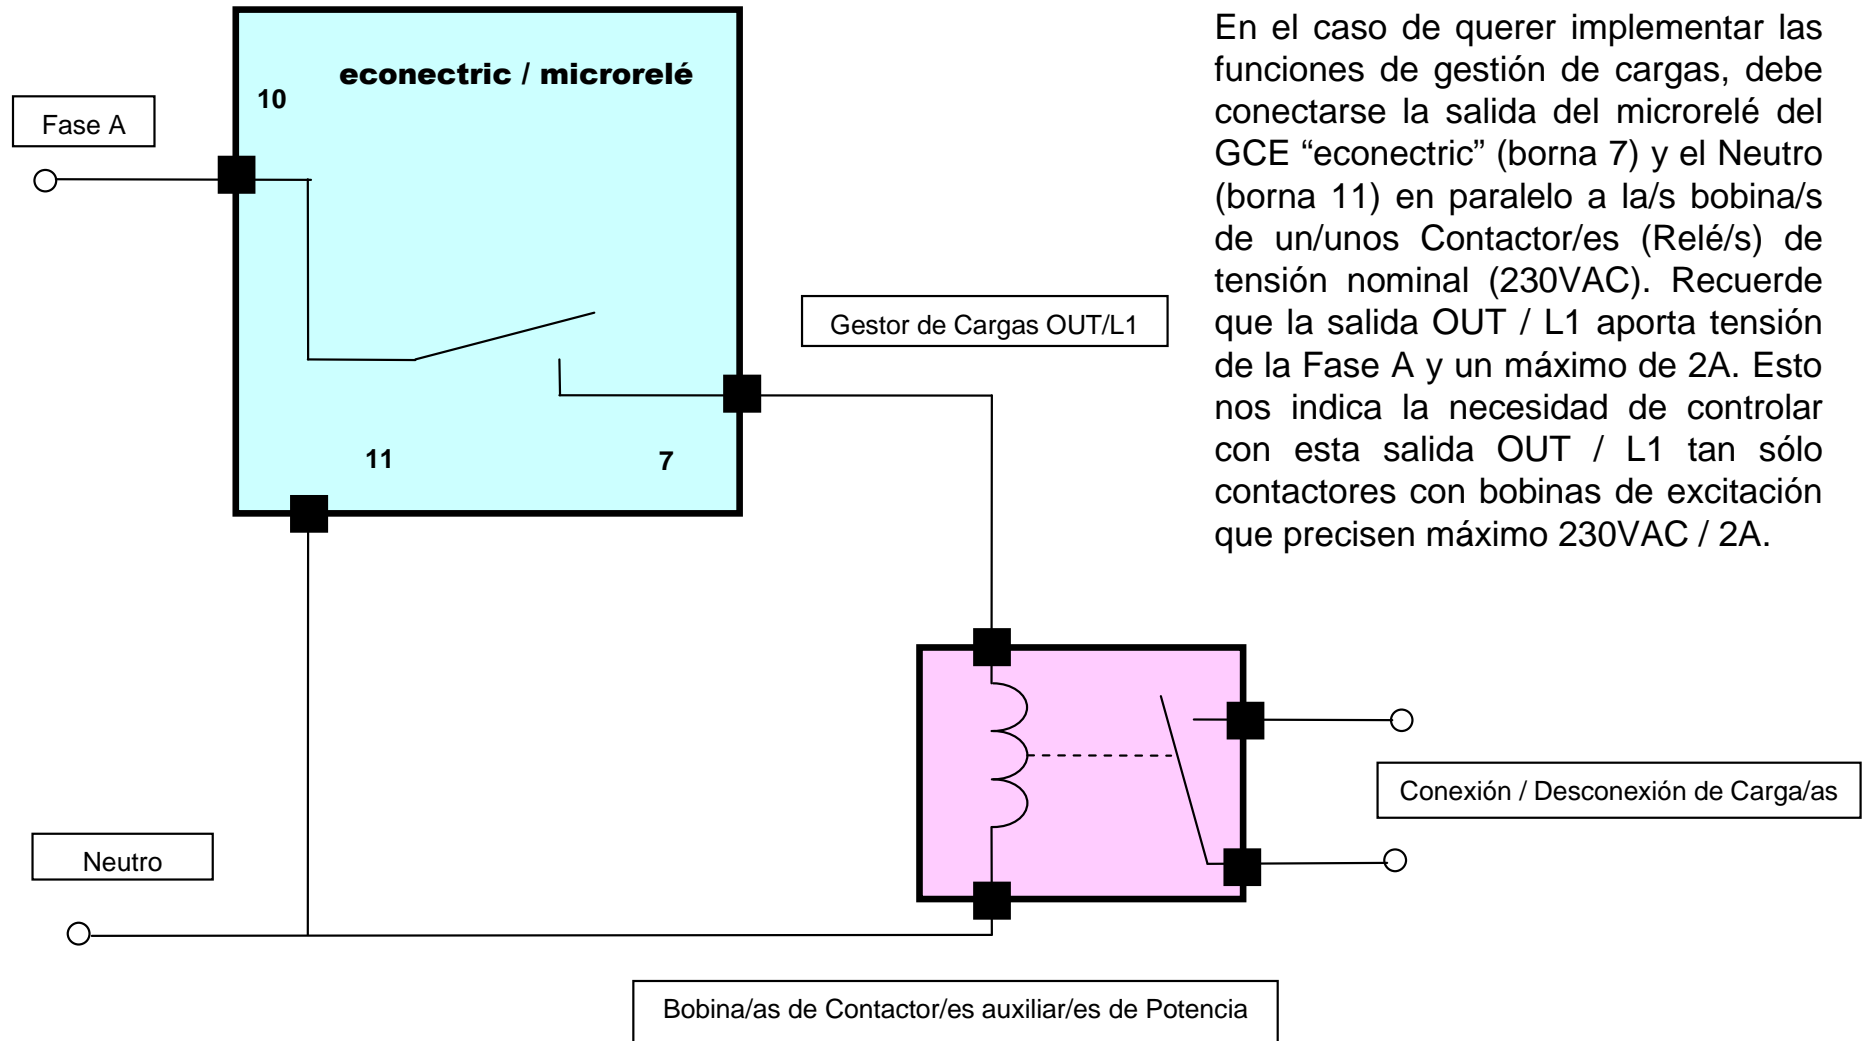 En el caso de querer implementar las
funciones de gestión de cargas, debe
conectarse la salida del microrelé del
GCE “econectric” (borna 7) y el Neutro
(borna 11) en paralelo a la/s bobina/s
de un/unos Contactor/es (Relé/s) de
tensión nominal (230VAC). Recuerde
que la salida OUT / L1 aporta tensión
de la Fase A y un máximo de 2A. Esto
nos indica la necesidad de controlar
con esta salida OUT / L1 tan sólo
contactores con bobinas de excitación
que precisen máximo 230VAC / 2A.
econectric / microrelé
10
Fase A
Gestor de Cargas OUT/L1
11
7
Conexión / Desconexión de Carga/as
Neutro
Bobina/as de Contactor/es auxiliar/es de Potencia